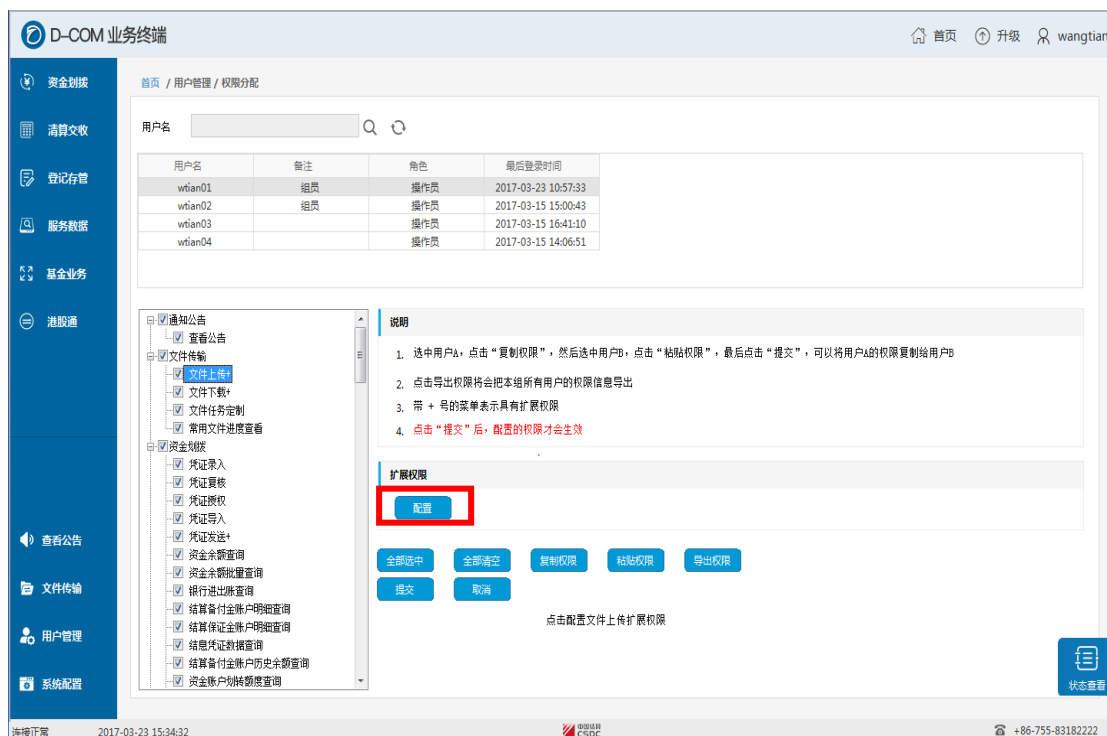 D-COM 业务终端
首页 升级 wangtian
资金划拨
清算交收
登记存管
服务数据
基金业务
港股通
查看公告
文件传输
用户管理
系统配置
首页 / 用户管理 / 权限分配
用户名
用户名 备注 角色 最后登录时间
wtian01 组员 操作员 2017-03-23 10:57:33
wtian02 组员 操作员 2017-03-15 15:00:43
wtian03 操作员 2017-03-15 16:41:10
wtian04 操作员 2017-03-15 14:06:51
通知公告
查看公告
文件传输
文件上传+
文件下载+
文件任务定制
常用文件进度查看
资金划拨
凭证录入
凭证复核
凭证授权
凭证导入
凭证发送+
资金余额查询
资金余额批量查询
银行进出账查询
结算备付金账户明细查询
结算保证金账户明细查询
结息凭证数据查询
结算备付金账户历史余额查询
资金账户划转额度查询
说明
1. 选中用户A，点击“复制权限”，然后选中用户B，点击“粘贴权限”，最后点击“提交”，可以将用户A的权限复制给用户B
2. 点击导出权限将会把本组所有用户的权限信息导出
3. 带 + 号的菜单表示具有扩展权限
4. 点击“提交”后，配置的权限才会生效
扩展权限
配置
全部选中 全部清空 复制权限 粘贴权限 导出权限
提交 取消
点击配置文件上传扩展权限
状态查看
连接正常 2017-03-23 15:34:32 中国结算 CSDC +86-755-83182222